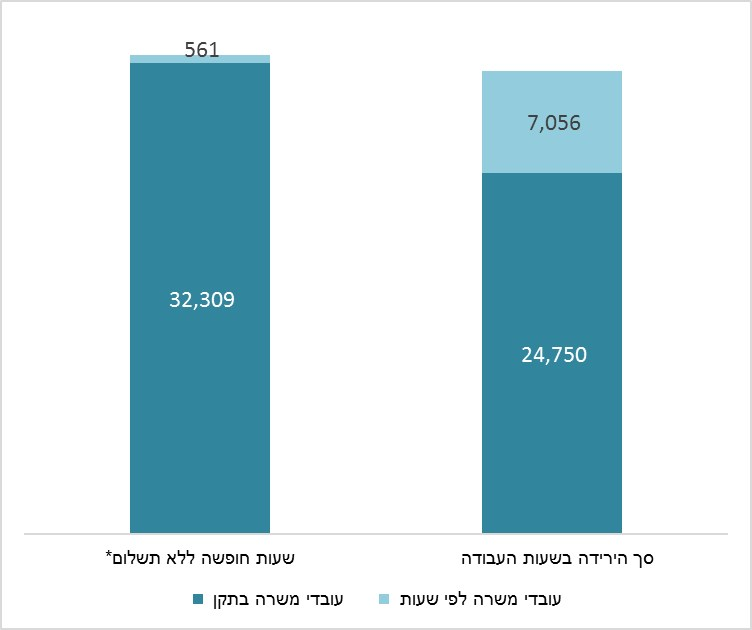 561
7,056
32,309
24,750
סך הירידה בשעות העבודה
שעות חופשה ללא תשלום*
עובדי משרה לפי שעות
עובדי משרה בתקן